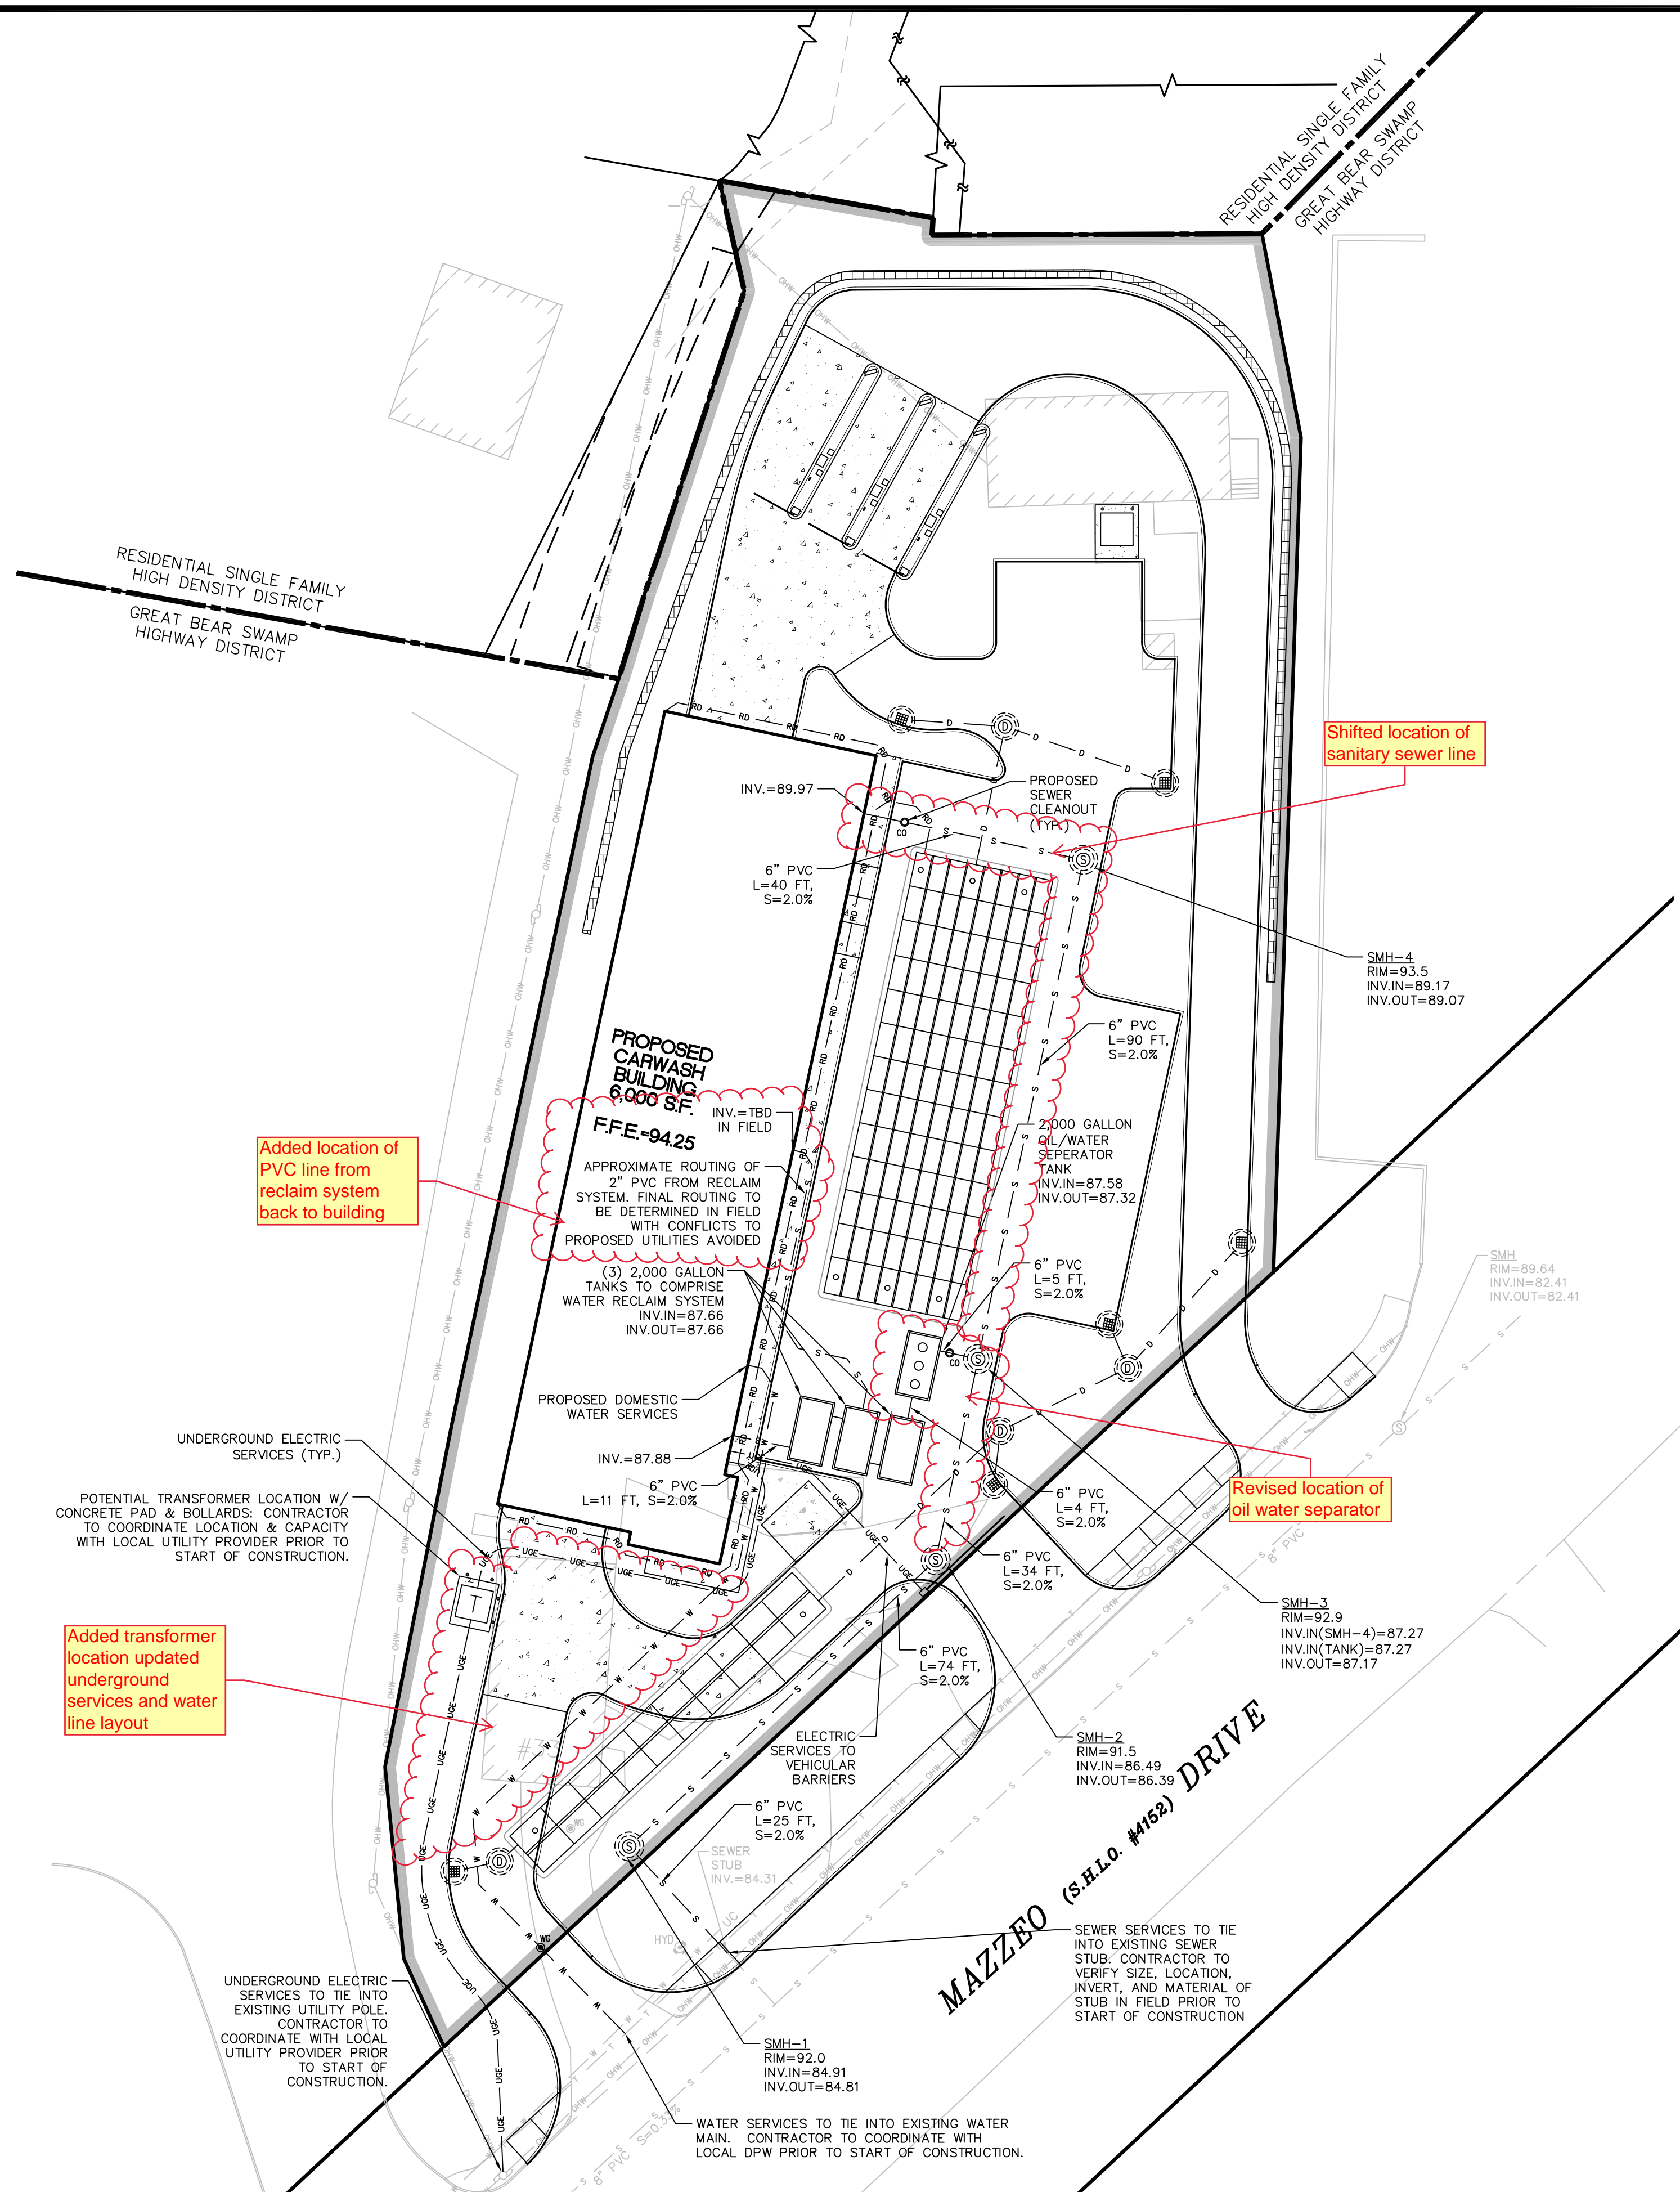 RESIDENTIAL SINGLE FAMILY
HIGH DENSITY DISTRICT
GREAT BEAR SWAMP
HIGHWAY DISTRICT
RESIDENTIAL SINGLE FAMILY
HIGH DENSITY DISTRICT
GREAT BEAR SWAMP
HIGHWAY DISTRICT
Shifted location of
sanitary sewer line
INV.=89.97
PROPOSED
SEWER
CLEANOUT
(TYP.)
CO
6" PVC
L=40 FT,
S=2.0%
SMH-4
RIM=93.5
INV.IN=89.17
INV.OUT=89.07
PROPOSED
CARWASH
BUILDING
6,000 S.F.
F.F.E.=94.25
6" PVC
L=90 FT,
S=2.0%
INV.=TBD
IN FIELD
2,000 GALLON
OIL/WATER
SEPERATOR
TANK
INV.IN=87.58
INV.OUT=87.32
Added location of
PVC line from
reclaim system
back to building
APPROXIMATE ROUTING OF
2" PVC FROM RECLAIM
SYSTEM. FINAL ROUTING TO
BE DETERMINED IN FIELD
WITH CONFLICTS TO
PROPOSED UTILITIES AVOIDED
(3) 2,000 GALLON
TANKS TO COMPRISE
WATER RECLAIM SYSTEM
INV.IN=87.66
INV.OUT=87.66
6" PVC
L=5 FT,
S=2.0%
SMH
RIM=89.64
INV.IN=82.41
INV.OUT=82.41
CO
PROPOSED DOMESTIC
WATER SERVICES
UNDERGROUND ELECTRIC
SERVICES (TYP.)
INV.=87.88
6" PVC
L=11 FT, S=2.0%
POTENTIAL TRANSFORMER LOCATION W/
CONCRETE PAD & BOLLARDS: CONTRACTOR
TO COORDINATE LOCATION & CAPACITY
WITH LOCAL UTILITY PROVIDER PRIOR TO
START OF CONSTRUCTION.
Revised location of
oil water separator
6" PVC
L=4 FT,
S=2.0%
8" PVC
6" PVC
L=34 FT,
S=2.0%
SMH-3
RIM=92.9
INV.IN(SMH-4)=87.27
INV.IN(TANK)=87.27
INV.OUT=87.17
Added transformer
location updated
underground
services and water
line layout
6" PVC
L=74 FT,
S=2.0%
ELECTRIC
SERVICES TO
VEHICULAR
BARRIERS
SMH-2
RIM=91.5
INV.IN=86.49
INV.OUT=86.39
MAZZEO (S.H.L.O. #4152) DRIVE
6" PVC
L=25 FT,
S=2.0%
WG
SEWER
STUB
INV.=84.31
UC
HYD
WG
SEWER SERVICES TO TIE
INTO EXISTING SEWER
STUB. CONTRACTOR TO
VERIFY SIZE, LOCATION,
INVERT, AND MATERIAL OF
STUB IN FIELD PRIOR TO
START OF CONSTRUCTION
UNDERGROUND ELECTRIC
SERVICES TO TIE INTO
EXISTING UTILITY POLE.
CONTRACTOR TO
COORDINATE WITH LOCAL
UTILITY PROVIDER PRIOR
TO START OF
CONSTRUCTION.
SMH-1
RIM=92.0
INV.IN=84.91
INV.OUT=84.81
WATER SERVICES TO TIE INTO EXISTING WATER
MAIN. CONTRACTOR TO COORDINATE WITH
LOCAL DPW PRIOR TO START OF CONSTRUCTION.
8" PVC